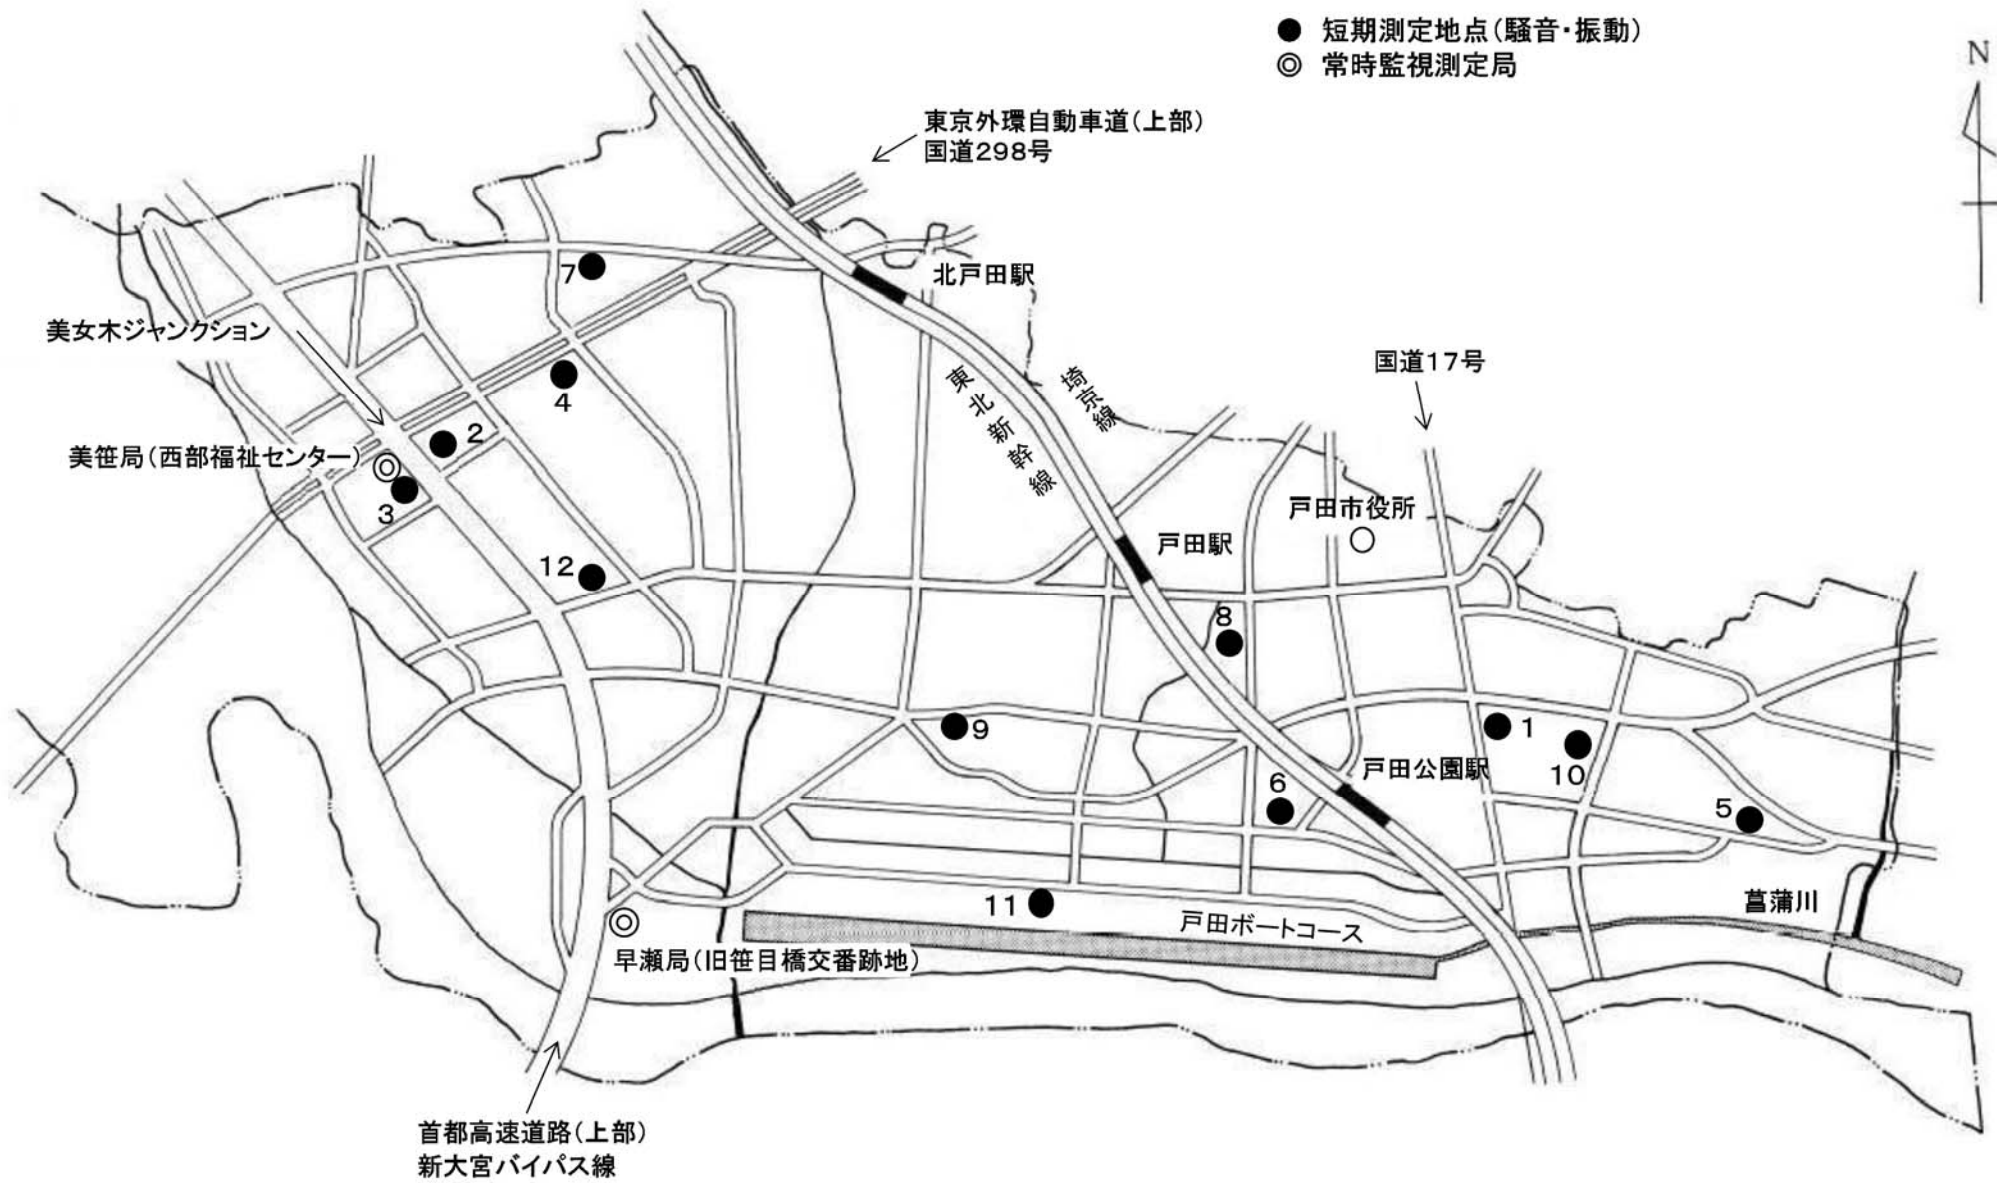 ● 短期測定地点(騒音・振動)
◎ 常時監視測定局
N
東京外環自動車道(上部)
国道298号
7
北戸田駅
美女木ジャンクション
国道17号
4
東北新幹線
埼京線
2
美笹局(西部福祉センター)
3
戸田市役所
戸田駅
12
8
9
1
10
戸田公園駅
6
5
11
戸田ボートコース
菖蒲川
早瀬局(旧笹目橋交番跡地)
首都高速道路(上部)
新大宮バイパス線